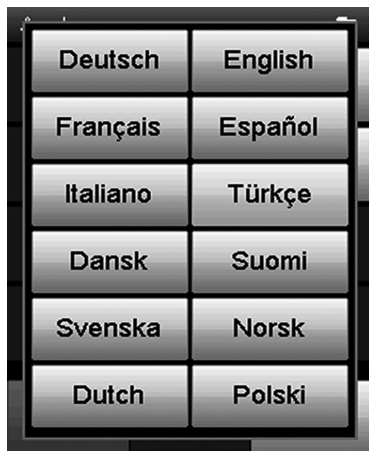 Deutsch English
Français Español
Italiano Türkçe
Dansk Suomi
Svenska Norsk
Dutch Polski